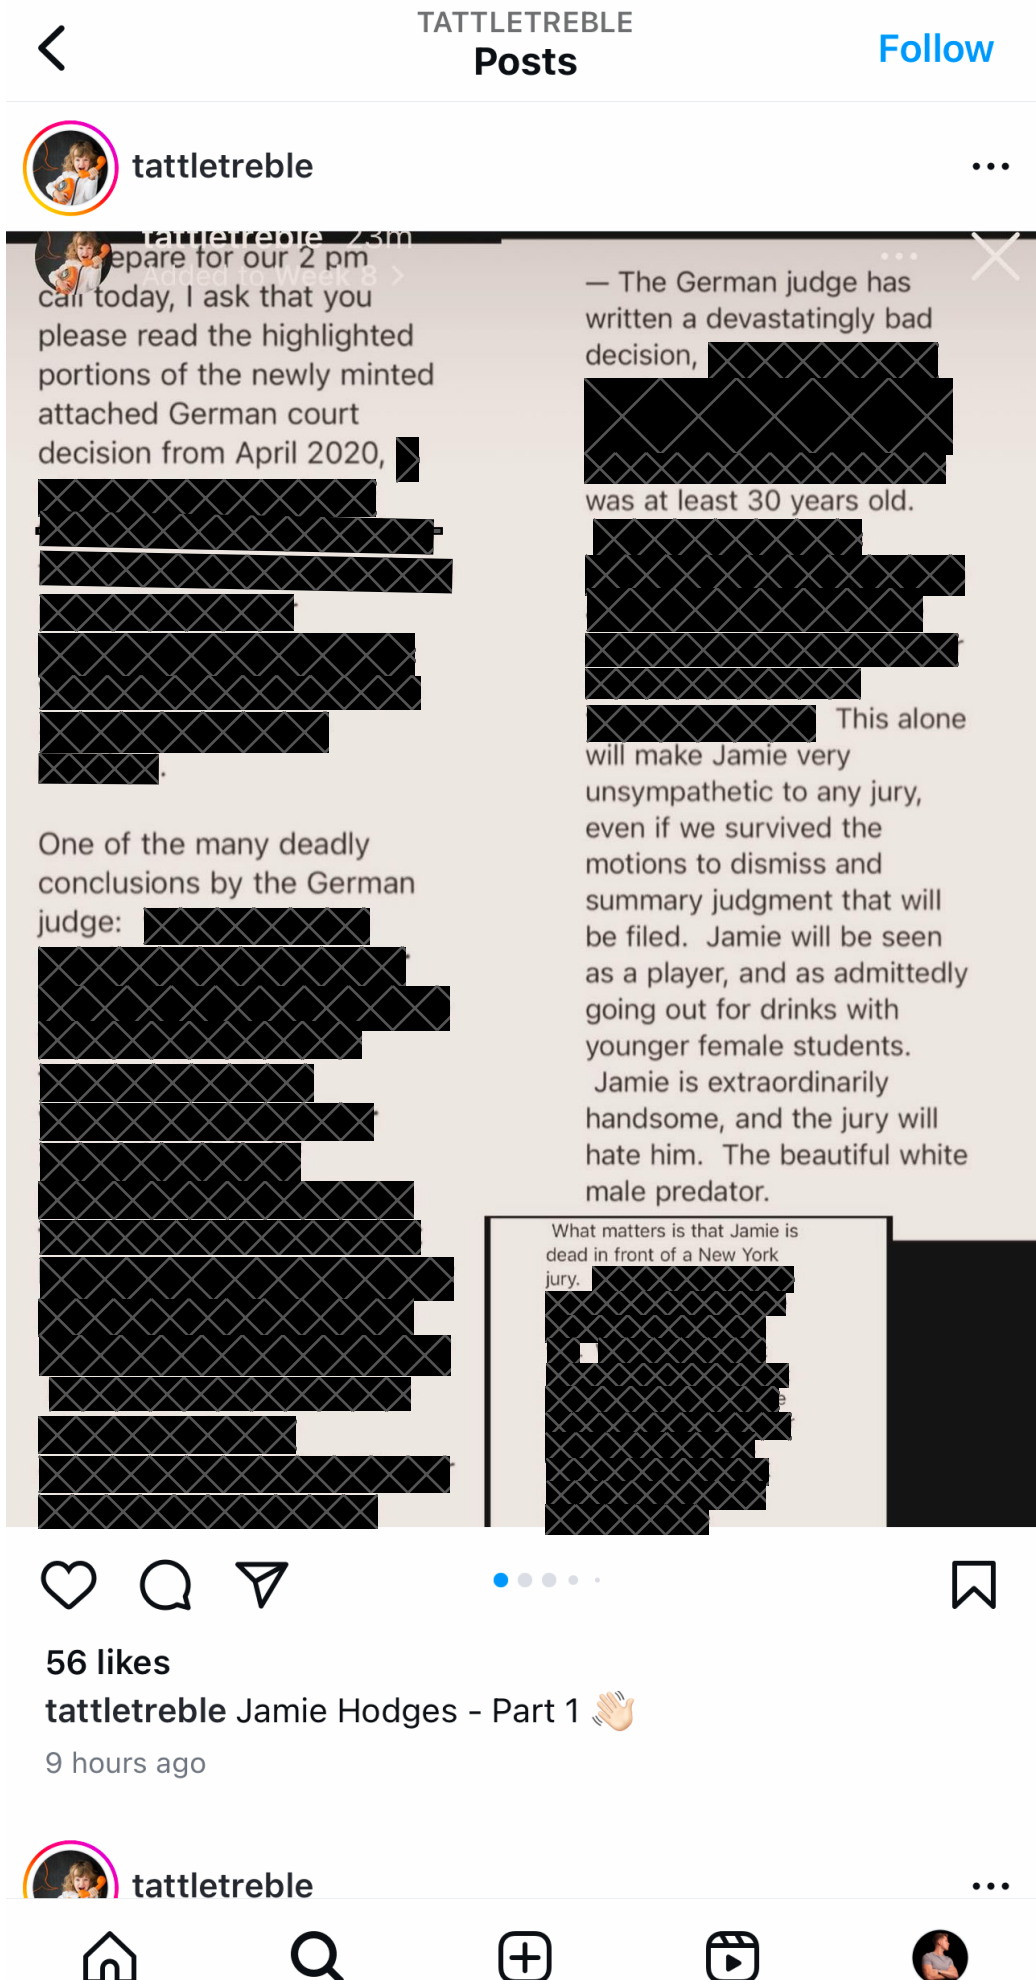 TATTLETREBLE
Posts
Follow
tattletreble
tattletreble 23m
Added to Week 8 >
epare for our 2 pm
call today, I ask that you
please read the highlighted
portions of the newly minted
attached German court
decision from April 2020,
One of the many deadly
conclusions by the German
judge:
— The German judge has
written a devastatingly bad
decision,
was at least 30 years old.
This alone
will make Jamie very
unsympathetic to any jury,
even if we survived the
motions to dismiss and
summary judgment that will
be filed. Jamie will be seen
as a player, and as admittedly
going out for drinks with
younger female students.
Jamie is extraordinarily
handsome, and the jury will
hate him. The beautiful white
male predator.
What matters is that Jamie is
dead in front of a New York
jury.
56 likes
tattletreble Jamie Hodges - Part 1 👋🏻
9 hours ago
tattletreble